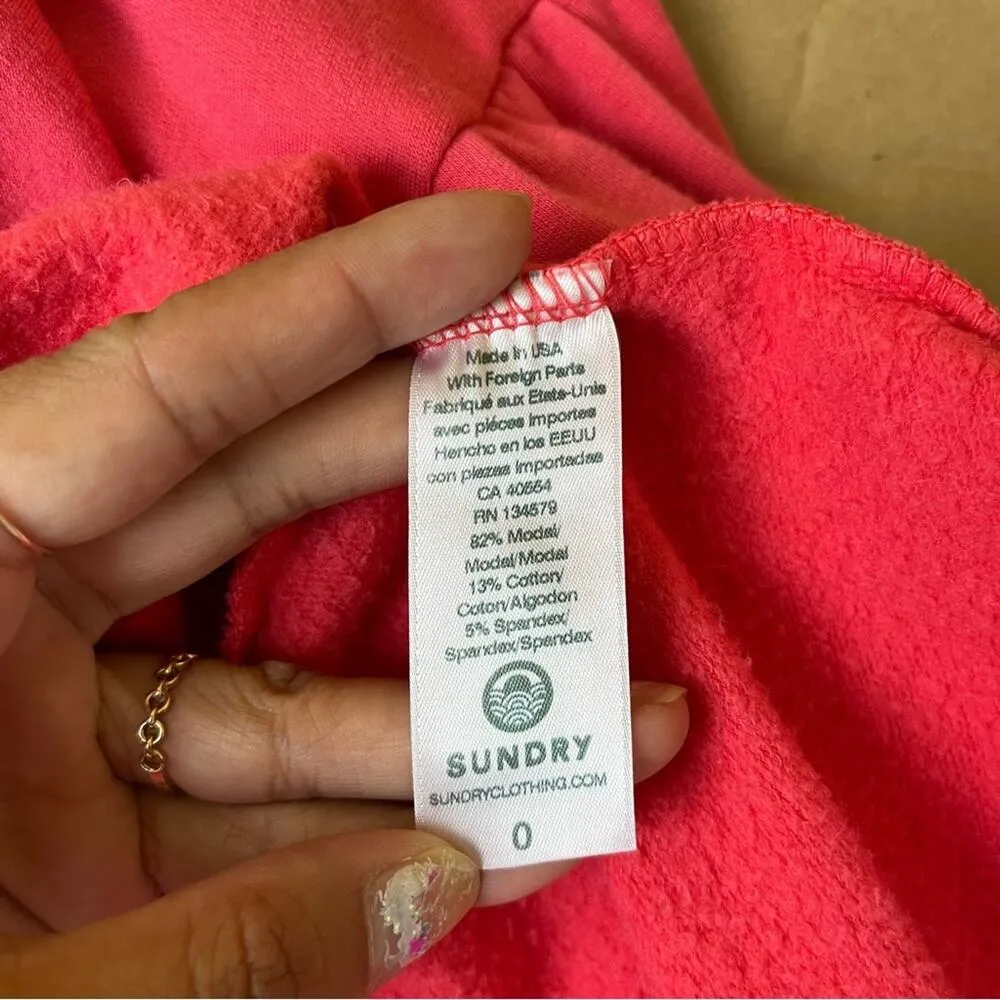 Made in USA
With Foreign Parts
Fabriqué aux Etats-Unis
avec piéces importes
Hencho en los EEUU
con piezas importadas
CA 40554
RN 134579
82% Modal/
Modal/Modal
13% Cotton/
Coton/Algodon
5% Spandex/
Spandex/Spandex
SUNDRY
SUNDRYCLOTHING.COM
0